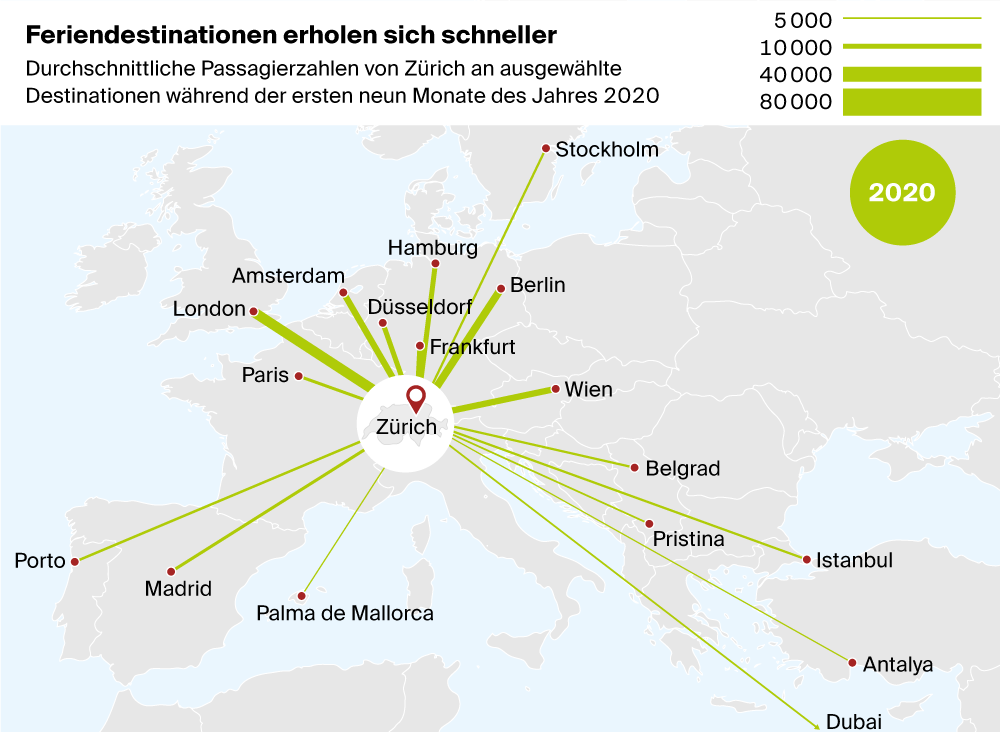 Feriendestinationen erholen sich schneller
Durchschnittliche Passagierzahlen von Zürich an ausgewählte
Destinationen während der ersten neun Monate des Jahres 2020
5 000
10 000
40 000
80 000
2020
Stockholm
Hamburg
Amsterdam
Berlin
London
Düsseldorf
Frankfurt
Paris
Wien
Zürich
Belgrad
Pristina
Porto
Istanbul
Madrid
Palma de Mallorca
Antalya
Dubai